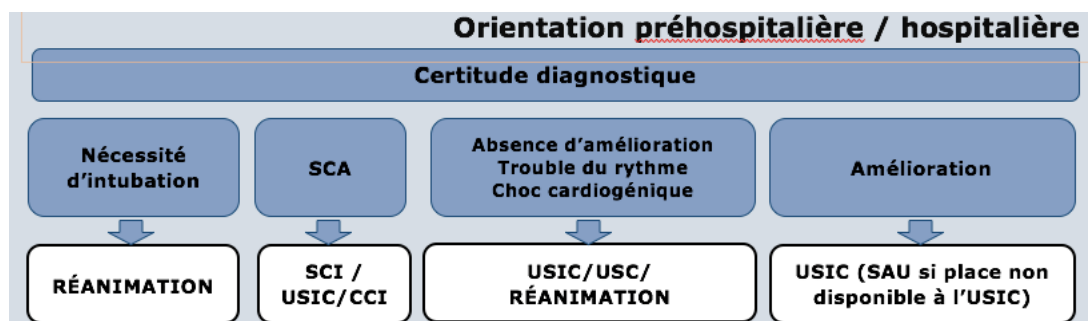 Orientation préhospitalière / hospitalière
Certitude diagnostique
Nécessité
d'intubation
SCA
Absence d'amélioration
Trouble du rythme
Choc cardiogénique
Amélioration
RÉANIMATION
SCI /
USIC/CCI
USIC/USC/
RÉANIMATION
USIC (SAU si place non
disponible à l'USIC)